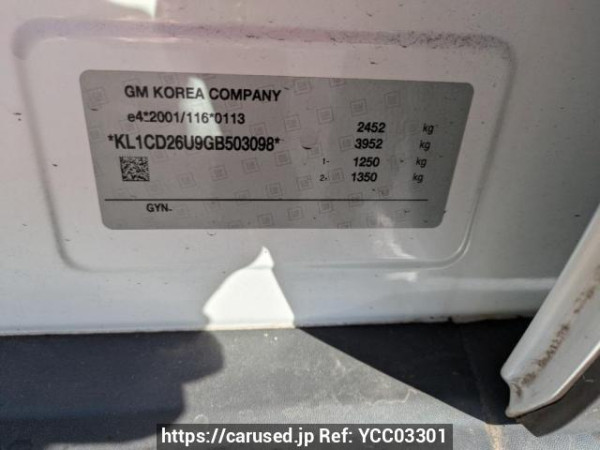 GM KOREA COMPANY
e4*2001/116*0113
*KL1CD26U9GB503098*
2452 kg
3952 kg
1- 1250 kg
2- 1350 kg
GYN-
https://carused.jp Ref: YCC03301